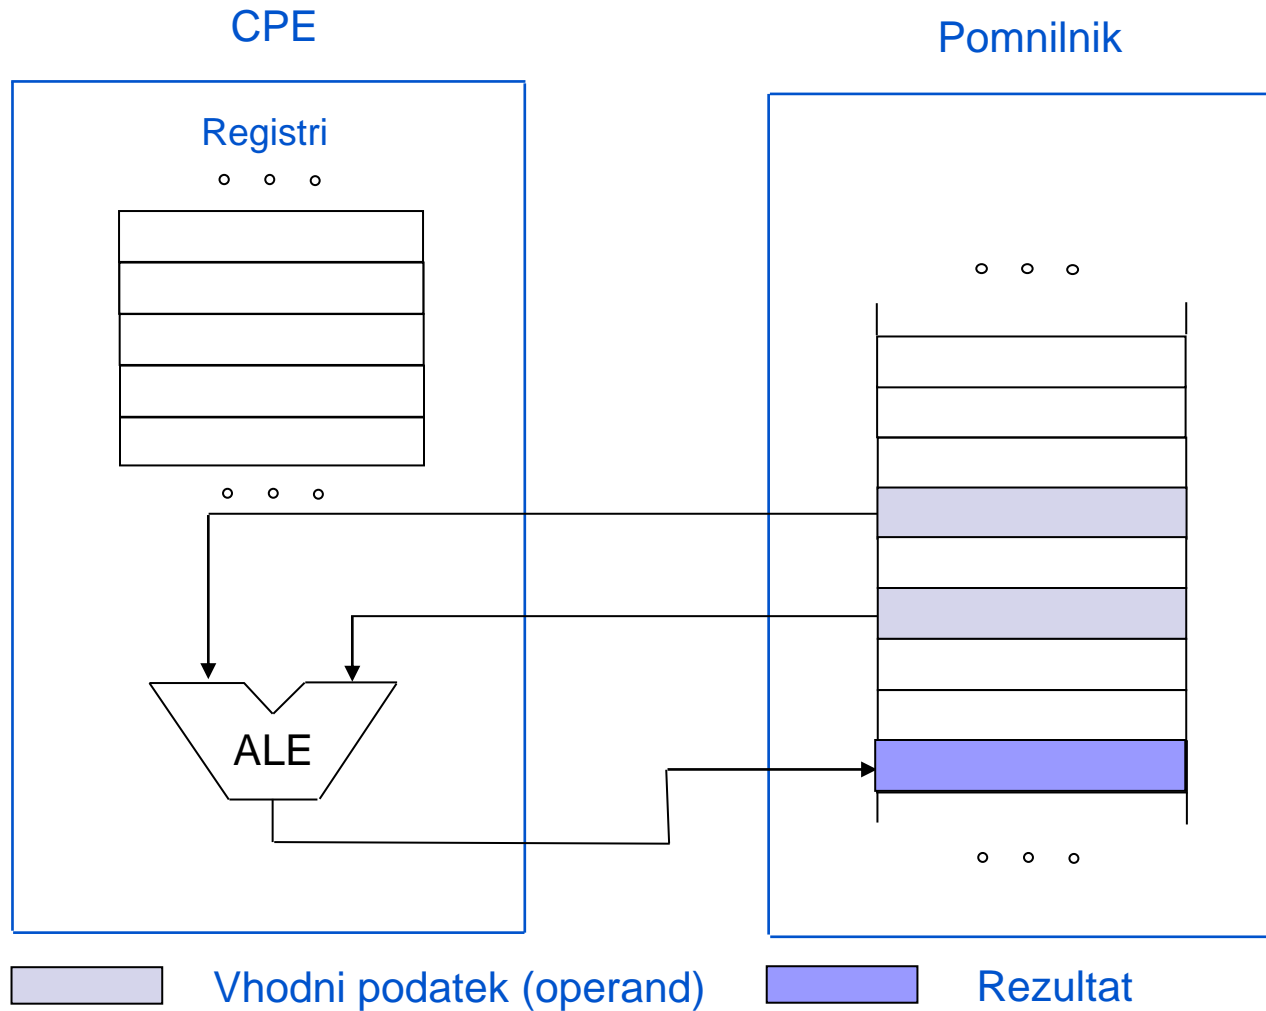 CPE
Pomnilnik
Registri
ALE
Vhodni podatek (operand)
Rezultat